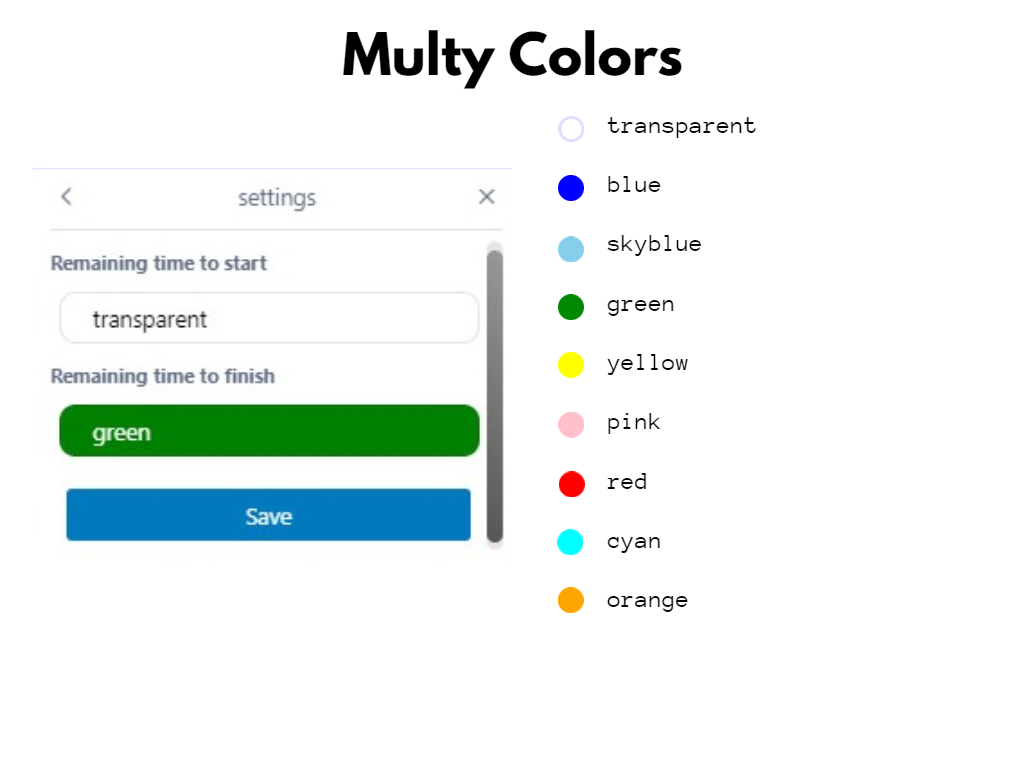 Multy Colors
settings
Remaining time to start
transparent
Remaining time to finish
green
Save
transparent
blue
skyblue
green
yellow
pink
red
cyan
orange